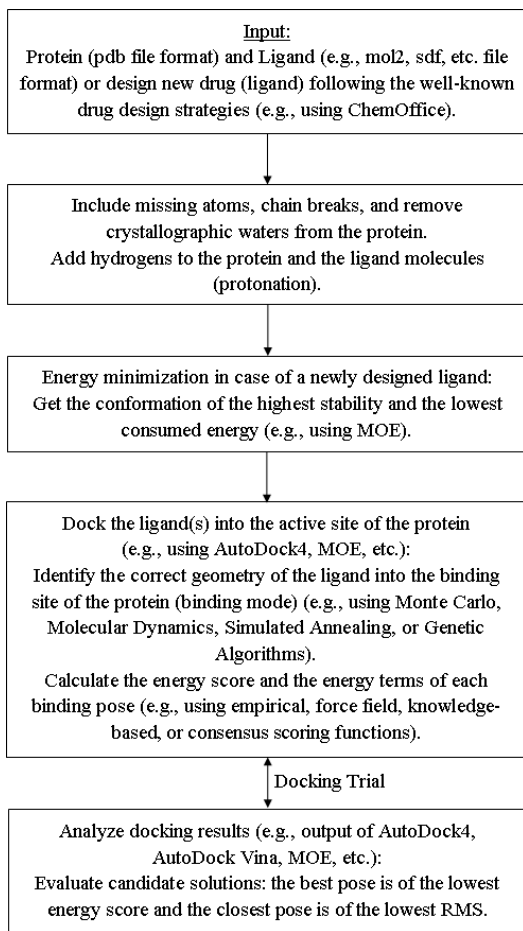 Input:
Protein (pdb file format) and Ligand (e.g., mol2, sdf, etc. file
format) or design new drug (ligand) following the well-known
drug design strategies (e.g., using ChemOffice).
Include missing atoms, chain breaks, and remove
crystallographic waters from the protein.
Add hydrogens to the protein and the ligand molecules
(protonation).
Energy minimization in case of a newly designed ligand:
Get the conformation of the highest stability and the lowest
consumed energy (e.g., using MOE).
Dock the ligand(s) into the active site of the protein
(e.g., using AutoDock4, MOE, etc.):
Identify the correct geometry of the ligand into the binding
site of the protein (binding mode) (e.g., using Monte Carlo,
Molecular Dynamics, Simulated Annealing, or Genetic
Algorithms).
Calculate the energy score and the energy terms of each
binding pose (e.g., using empirical, force field, knowledge-
based, or consensus scoring functions).
Docking Trial
Analyze docking results (e.g., output of AutoDock4,
AutoDock Vina, MOE, etc.):
Evaluate candidate solutions: the best pose is of the lowest
energy score and the closest pose is of the lowest RMS.